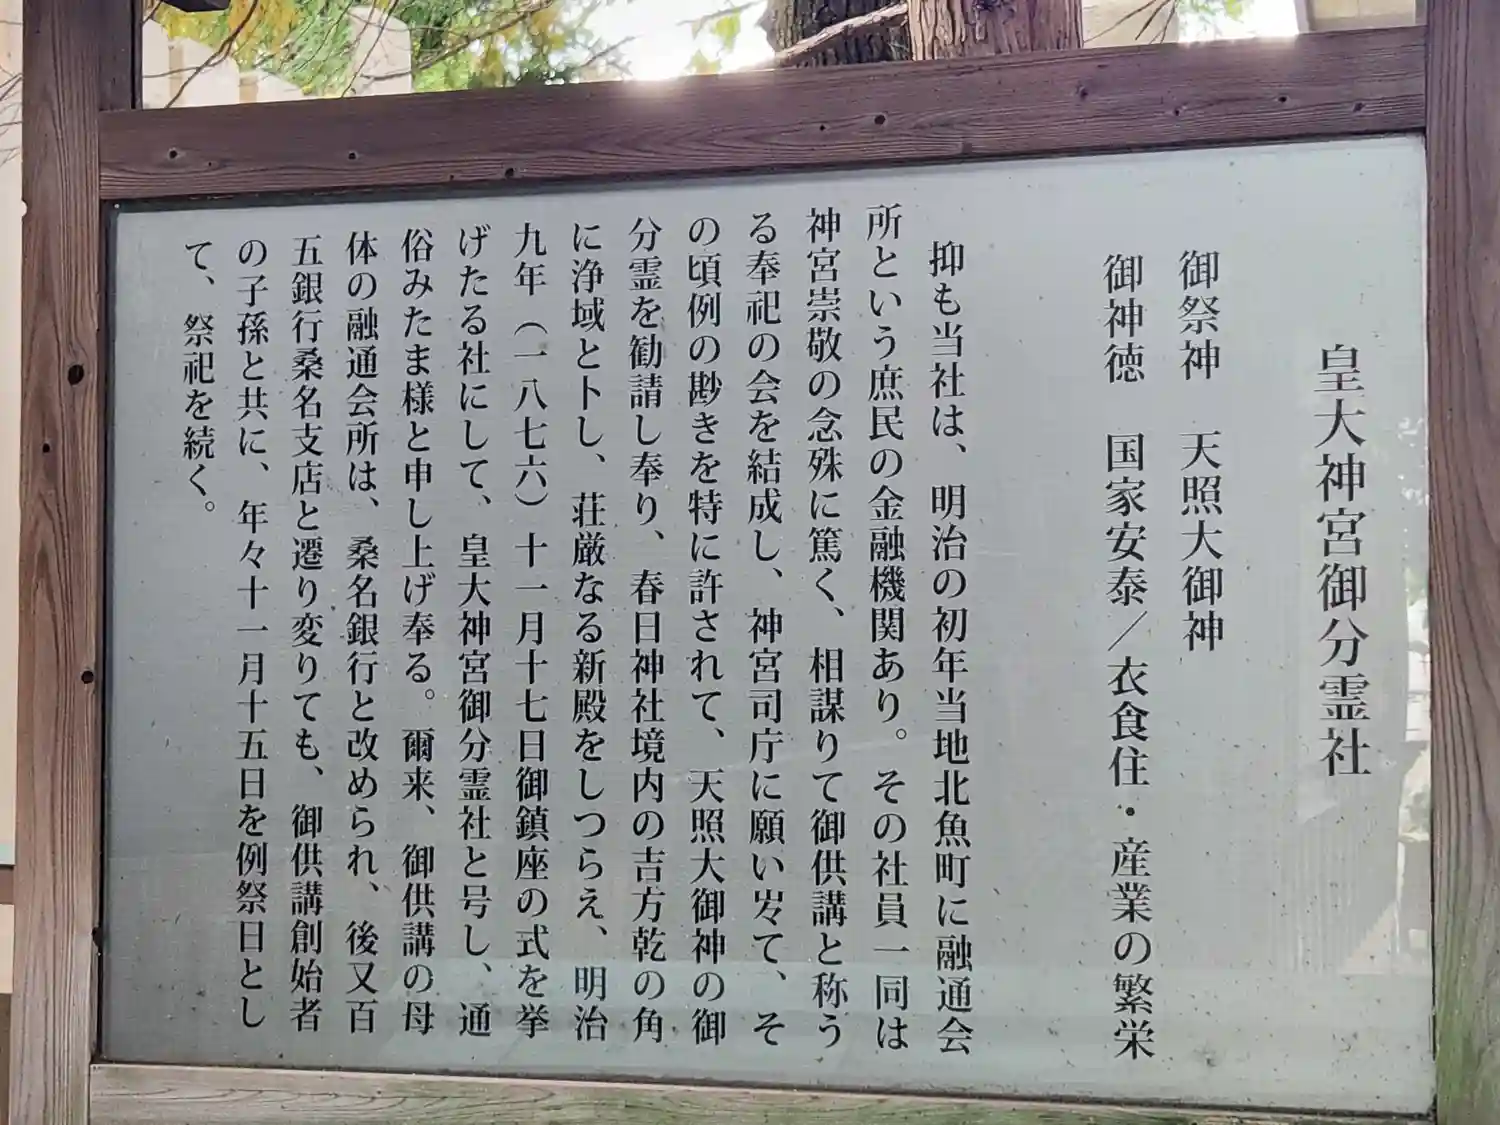 皇大神宮御分霊社
御祭神　天照大御神
御神徳　国家安泰／衣食住・産業の繁栄
抑も当社は、明治の初年当地北魚町に融通会
所という庶民の金融機関あり。その社員一同は
神宮崇敬の念殊に篤く、相謀りて御供講と称う
る奉祀の会を結成し、神宮司庁に願い岁て、そ
の頃例の尠きを特に許されて、天照大御神の御
分霊を勧請し奉り、春日神社境内の吉方乾の角
に浄域と卜し、荘厳なる新殿をしつらえ、明治
九年（一八七六）十一月十七日御鎮座の式を挙
げたる社にして、皇大神宮御分霊社と号し、通
俗みたま様と申し上げ奉る。爾来、御供講の母
体の融通会所は、桑名銀行と改められ、後又百
五銀行桑名支店と遷り変りても、御供講創始者
の子孫と共に、年々十一月十五日を例祭日とし
て、祭祀を続く。